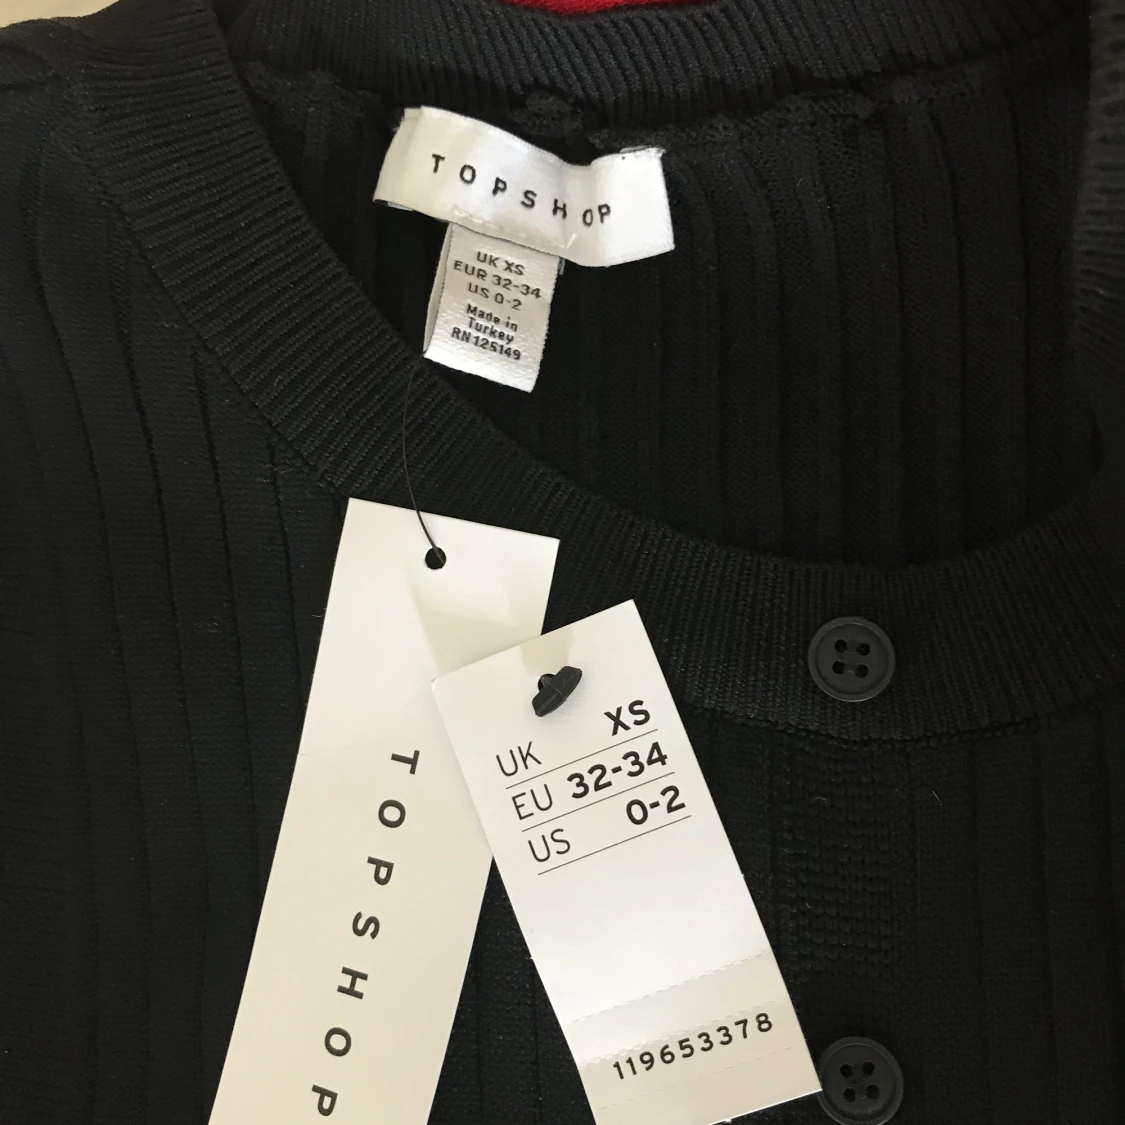 TOPSHOP
UK XS
EUR 32-34
US 0-2
Made in
Turkey
RN 125149
TOPSHOP
UK XS
EU 32-34
US 0-2
119653378